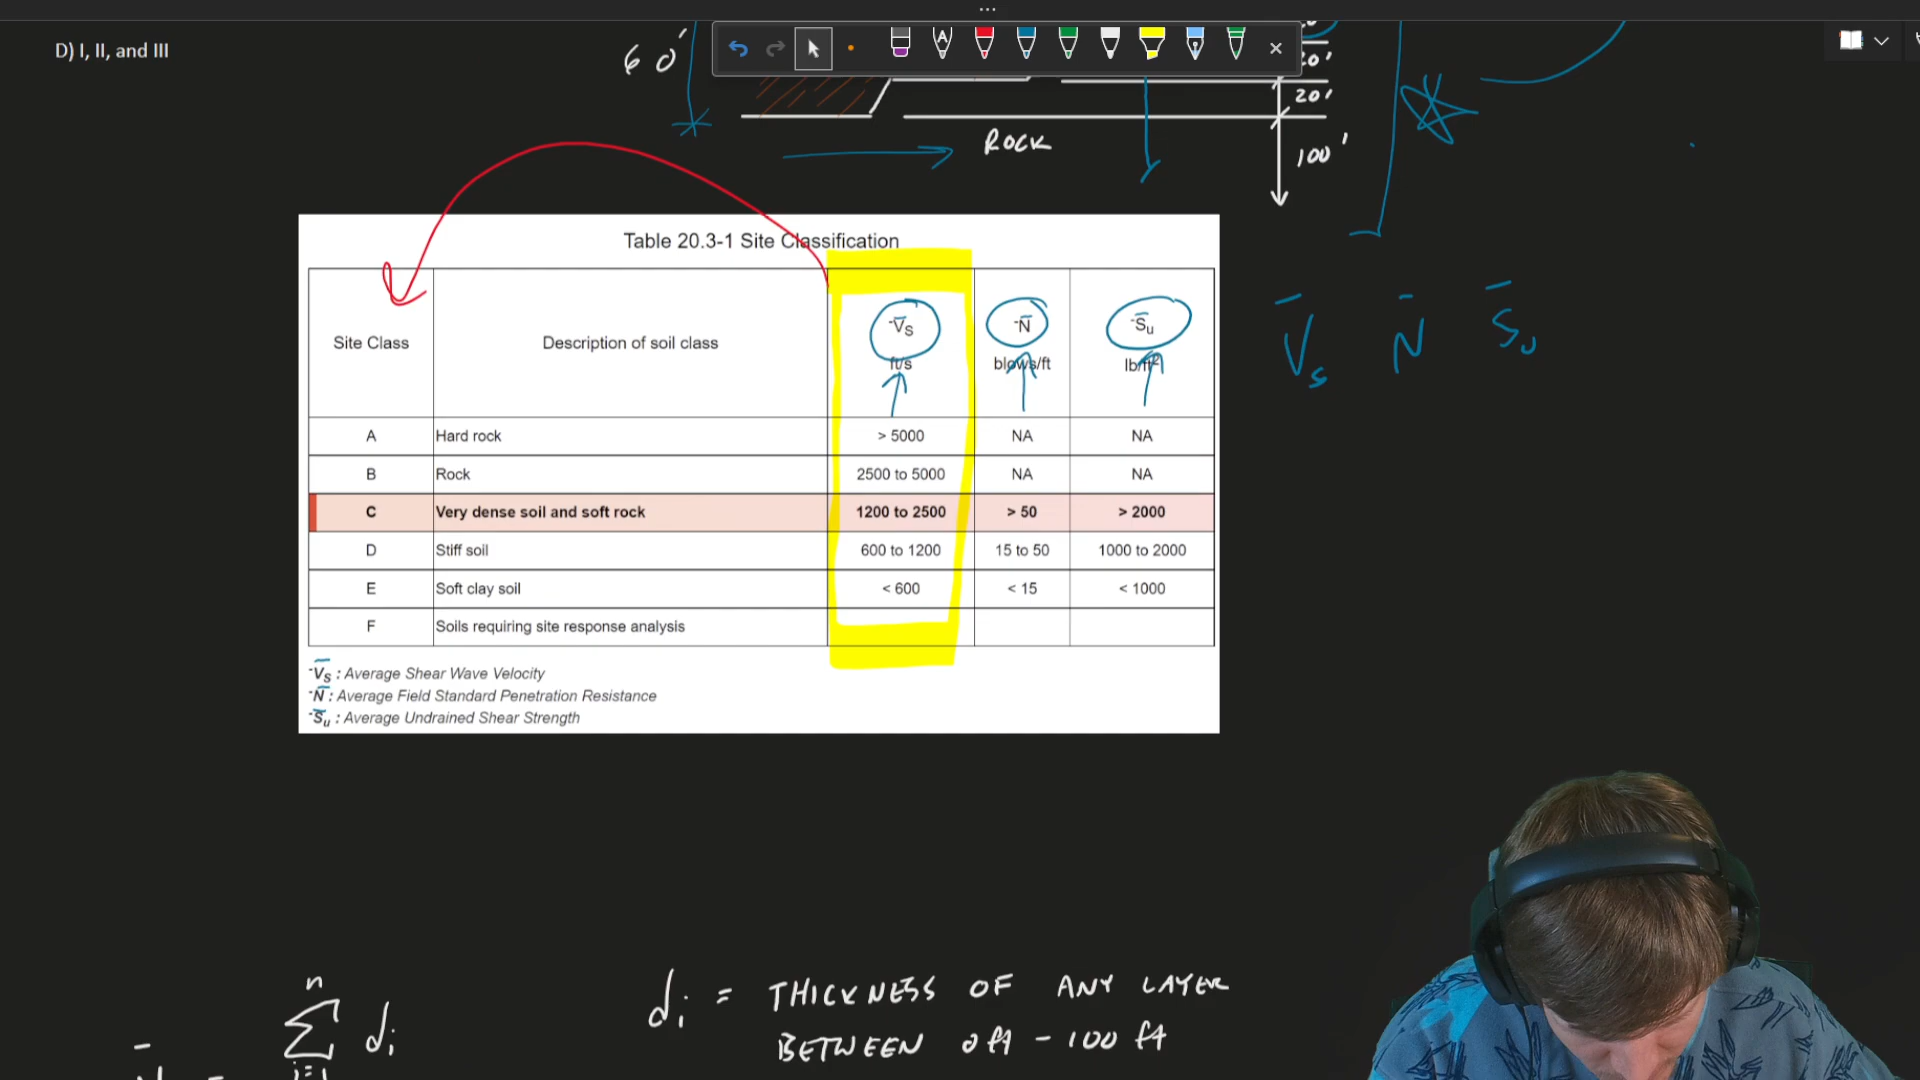 D) I, II, and III
60'
20'
20'
ROCK
100'
Table 20.3-1 Site Classification
Site Class Description of soil class -V̄s ft/s -N̄ blows/ft -S̄u lb/ft²
A Hard rock > 5000 NA NA
B Rock 2500 to 5000 NA NA
C Very dense soil and soft rock 1200 to 2500 > 50 > 2000
D Stiff soil 600 to 1200 15 to 50 1000 to 2000
E Soft clay soil < 600 < 15 < 1000
F Soils requiring site response analysis
-V̄s : Average Shear Wave Velocity
-N̄ : Average Field Standard Penetration Resistance
-S̄u : Average Undrained Shear Strength
V̄s N̄ S̄u
n
Σ di
i=1
di = THICKNESS OF ANY LAYER
BETWEEN 0ft - 100 ft